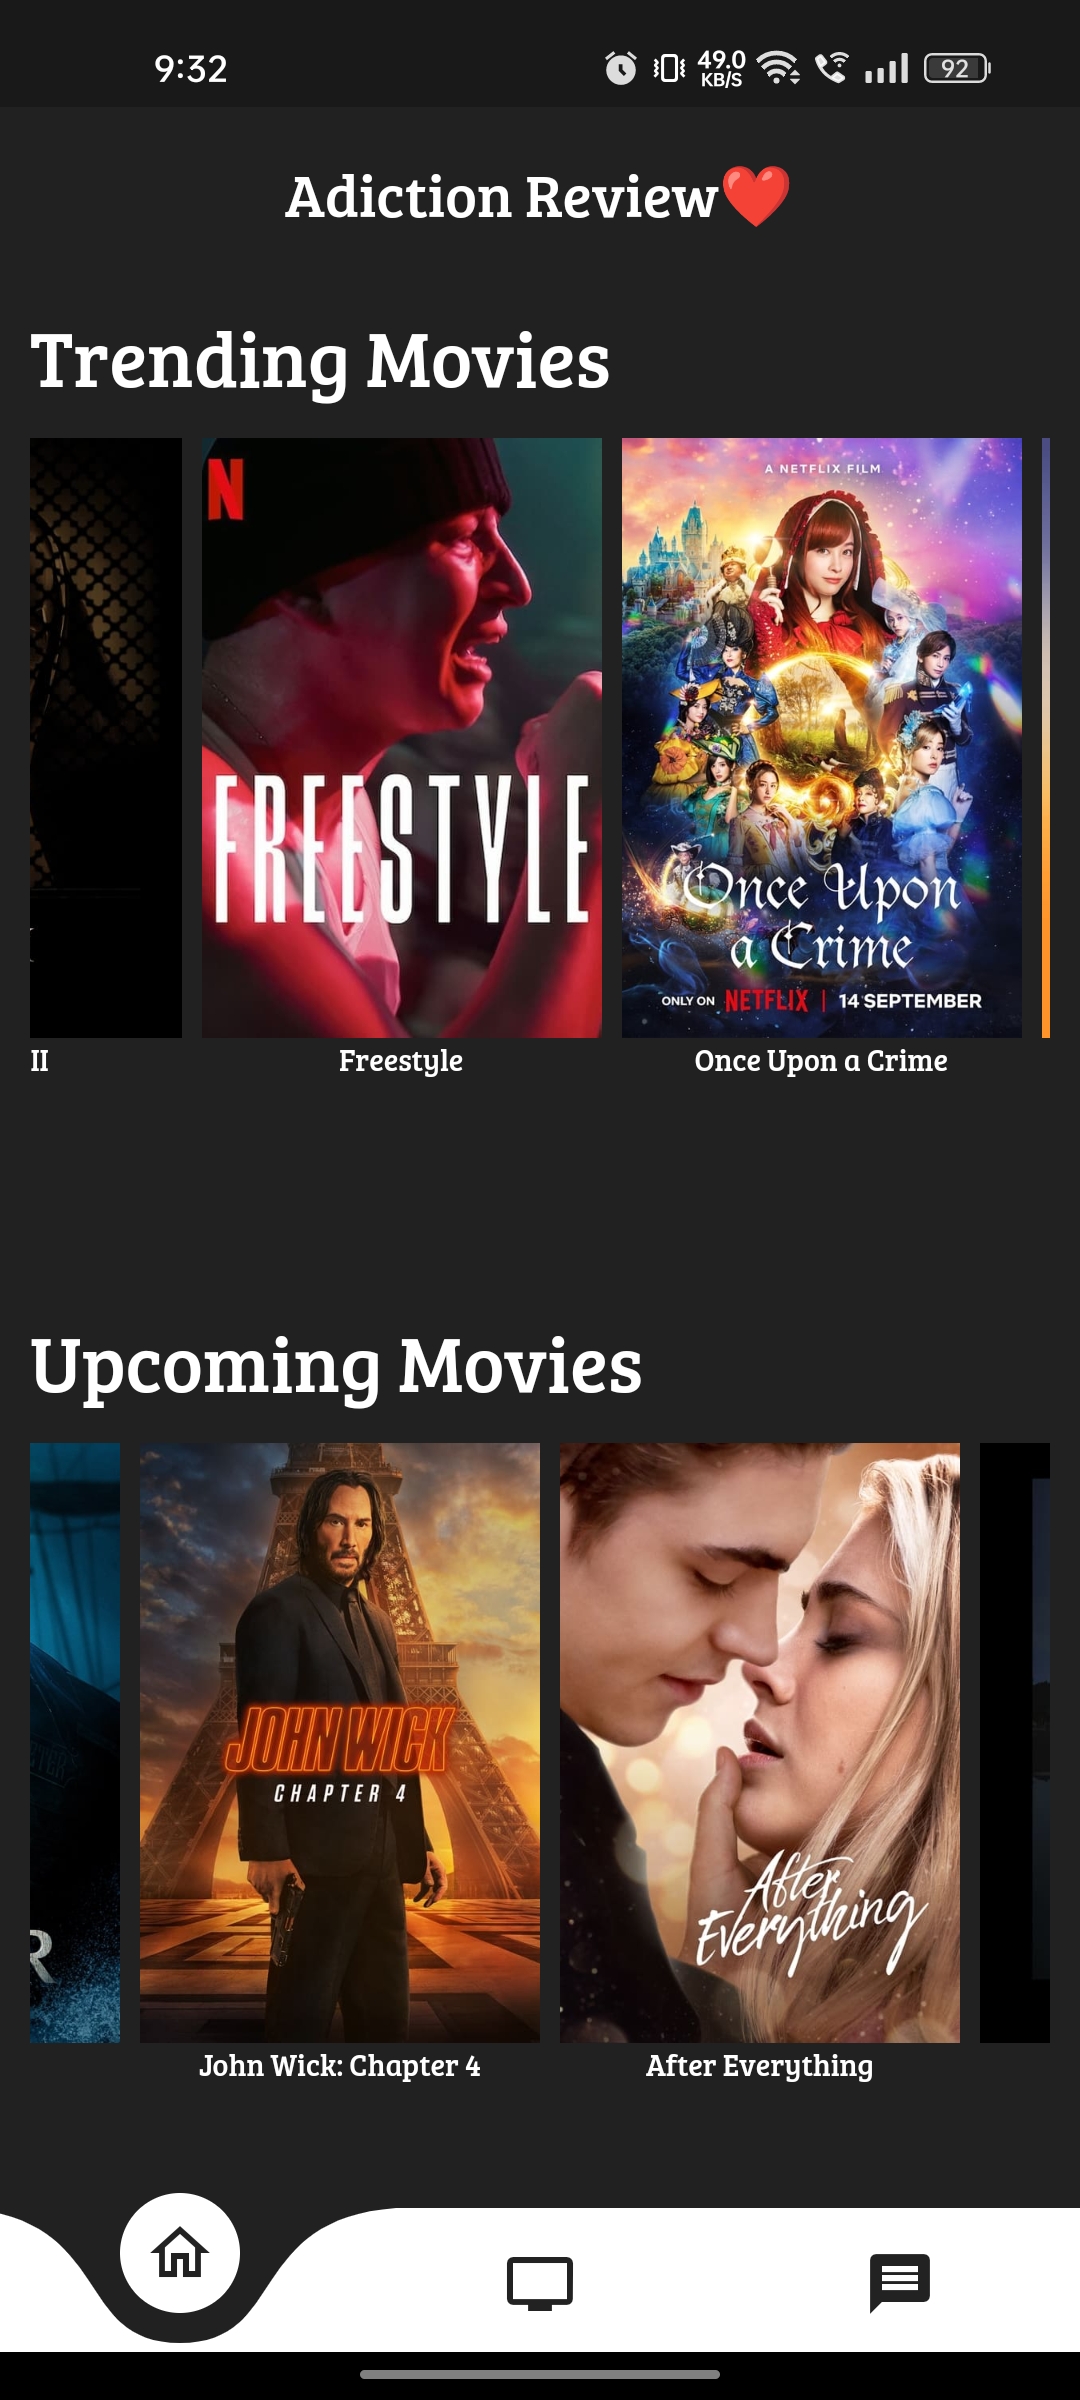 9:32
49.0
KB/S
92
Adiction Review❤️
Trending Movies
N
FREESTYLE
A NETFLIX FILM
Once Upon
a Crime
ONLY ON NETFLIX | 14 SEPTEMBER
II
Freestyle
Once Upon a Crime
Upcoming Movies
R
JOHN WICK
CHAPTER 4
After
Everything
John Wick: Chapter 4
After Everything